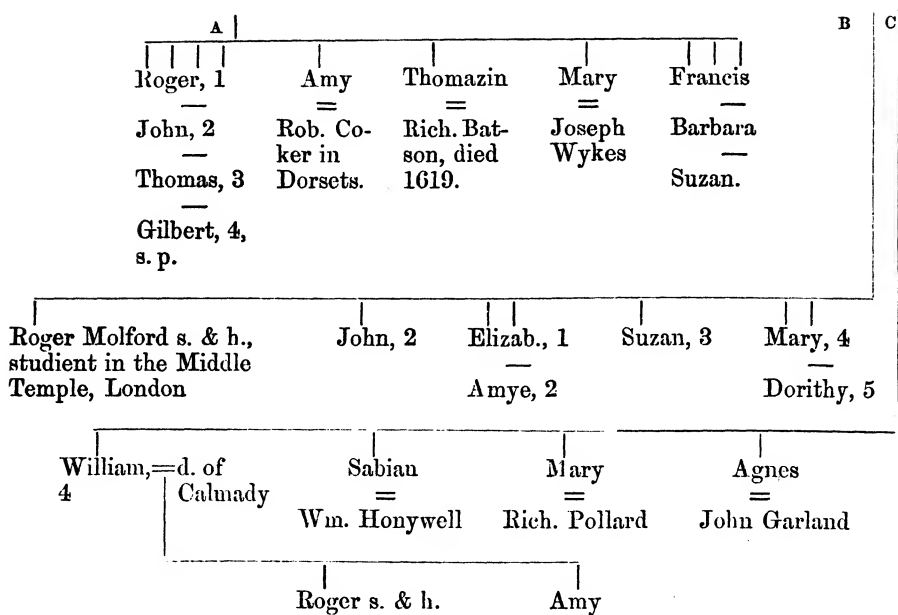 A B C
Roger, 1 Amy Thomazin Mary Francis
— = = = —
John, 2 Rob. Co- Rich. Bat- Joseph Barbara
— ker in son, died Wykes —
Thomas, 3 Dorsets. 1619. Suzan.
—
Gilbert, 4,
s. p.
Roger Molford s. & h., John, 2 Elizab., 1 Suzan, 3 Mary, 4
studient in the Middle — —
Temple, London Amye, 2 Dorithy, 5
William,=d. of Sabian Mary Agnes
4 Calmady = = =
Wm. Honywell Rich. Pollard John Garland
Roger s. & h. Amy